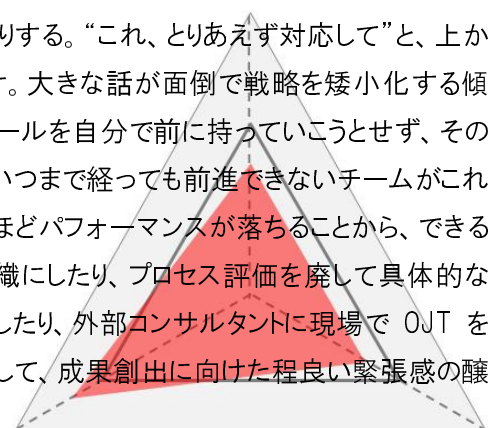 りする。“これ、とりあえず対応して”と、上か
す。大きな話が面倒で戦略を矮小化する傾
ールを自分で前に持っていこうとせず、その
いつまで経っても前進できないチームがこれ
ほどパフォーマンスが落ちることから、できる
織にしたり、プロセス評価を廃して具体的な
したり、外部コンサルタントに現場で OJT を
して、成果創出に向けた程良い緊張感の醸